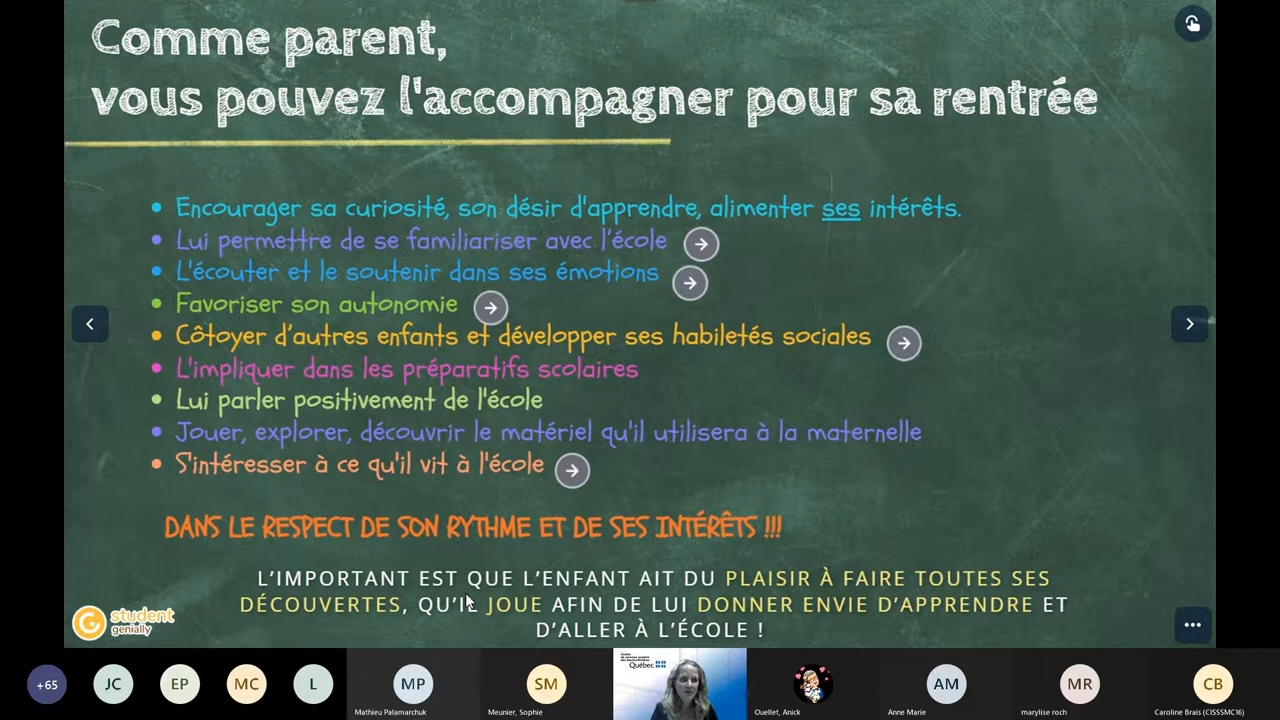 Comme parent,
vous pouvez l'accompagner pour sa rentrée
• Encourager sa curiosité, son désir d'apprendre, alimenter ses intérêts.
• Lui permettre de se familiariser avec l'école
• L'écouter et le soutenir dans ses émotions
• Favoriser son autonomie
• Côtoyer d'autres enfants et développer ses habiletés sociales
• L'impliquer dans les préparatifs scolaires
• Lui parler positivement de l'école
• Jouer, explorer, découvrir le matériel qu'il utilisera à la maternelle
• S'intéresser à ce qu'il vit à l'école
DANS LE RESPECT DE SON RYTHME ET DE SES INTÉRÊTS !!!
L'IMPORTANT EST QUE L'ENFANT AIT DU PLAISIR À FAIRE TOUTES SES
DÉCOUVERTES, QU'IL JOUE AFIN DE LUI DONNER ENVIE D'APPRENDRE ET
D'ALLER À L'ÉCOLE !
student
genially
+65 JC EP MC L MP SM AM MR CB
Québec
Mathieu Palamarchuk Meunier, Sophie Ouellet, Anick Anne Marie marylise roch Caroline Brais (CISSSMC16)